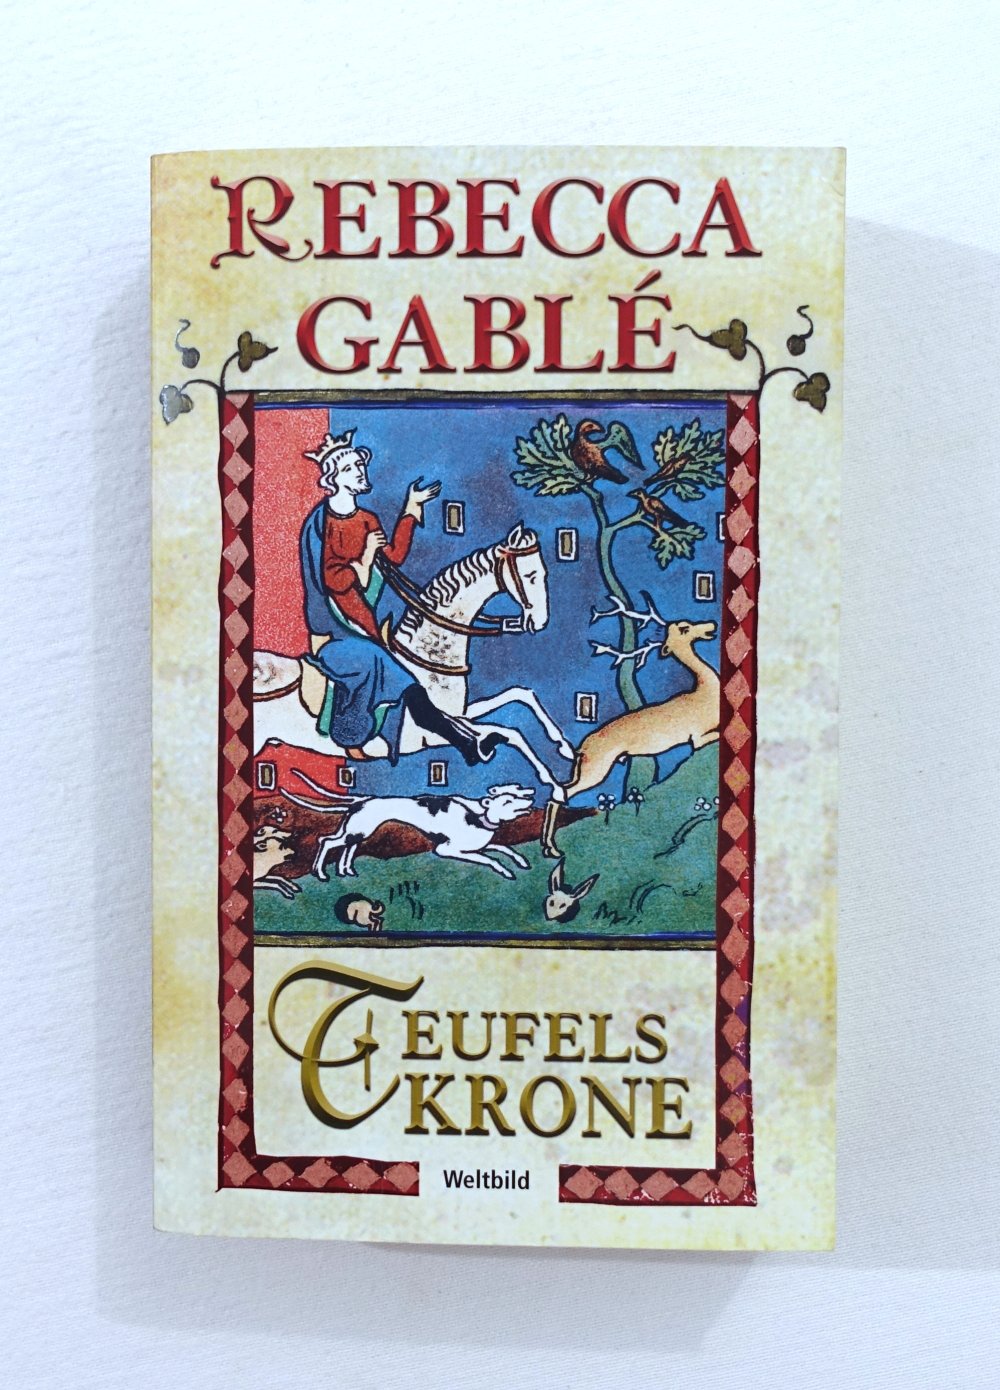 REBECCA
GABLÉ
TEUFELS
KRONE
Weltbild